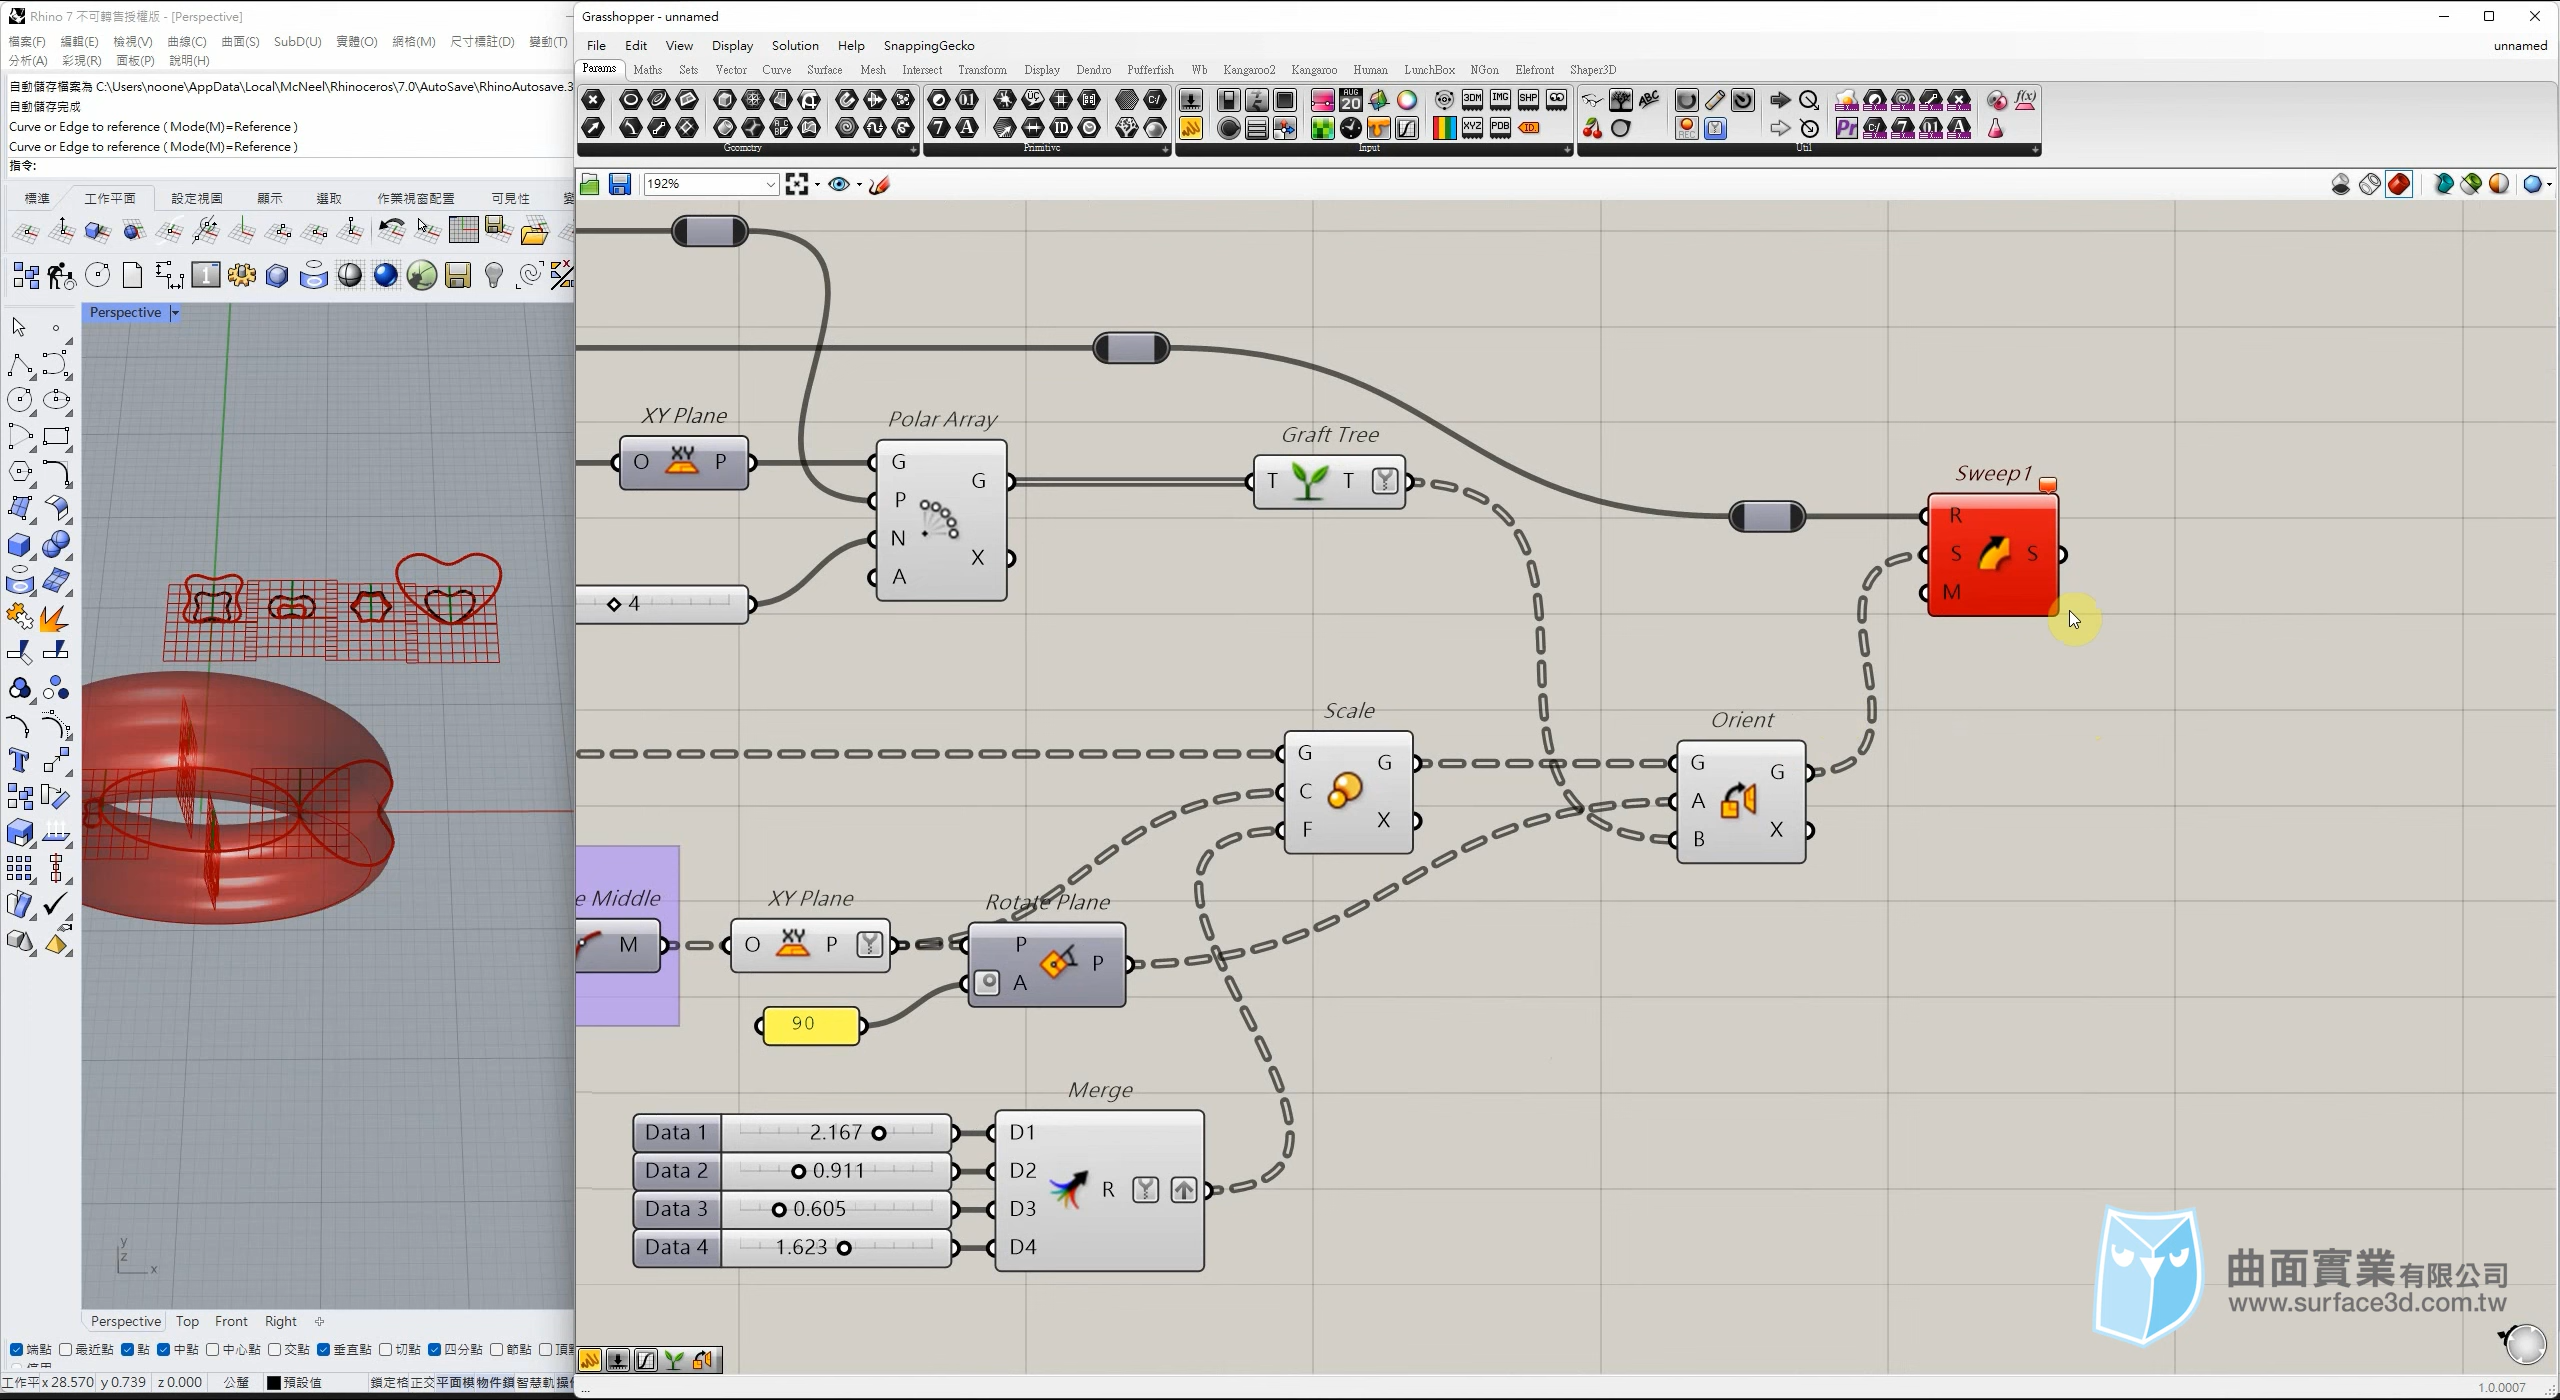 Rhino 7 不可轉售授權版 - [Perspective]
檔案(F) 編輯(E) 檢視(V) 曲線(C) 曲面(S) SubD(U) 實體(O) 網格(M) 尺寸標註(D) 變動(T)
分析(A) 彩現(R) 面板(P) 說明(H)
自動儲存檔案為 C:\Users\noone\AppData\Local\McNeel\Rhinoceros\7.0\AutoSave\RhinoAutosave.3
自動儲存完成
Curve or Edge to reference ( Mode(M)=Reference )
Curve or Edge to reference ( Mode(M)=Reference )
指令:
標準 工作平面 設定視圖 顯示 選取 作業視窗配置 可見性
Perspective
y
z
x
Perspective Top Front Right
端點 最近點 點 中點 中心點 交點 垂直點 切點 四分點 節點
工作平 x 28.570 y 0.739 z 0.000 公釐 預設值 鎖定格 正交 平面模 物件鎖 智慧軌
Grasshopper - unnamed
File Edit View Display Solution Help SnappingGecko
unnamed
Params Maths Sets Vector Curve Surface Mesh Intersect Transform Display Dendro Pufferfish Wb Kangaroo2 Kangaroo Human LunchBox NGon Elefront Shaper3D
Geometry Primitive Input Util
192%
XY Plane
O XY P
Polar Array
G
P
N
A
G
X
4
Graft Tree
T T
Sweep1
R
S
M
S
Scale
G
C
F
G
X
Orient
G
A
B
G
X
e Middle
M
XY Plane
O XY P
Rotate Plane
P
A
P
90
Merge
Data 1 2.167 D1
Data 2 0.911 D2
Data 3 0.605 D3
Data 4 1.623 D4
R
曲面實業有限公司
www.surface3d.com.tw
...
1.0.0007